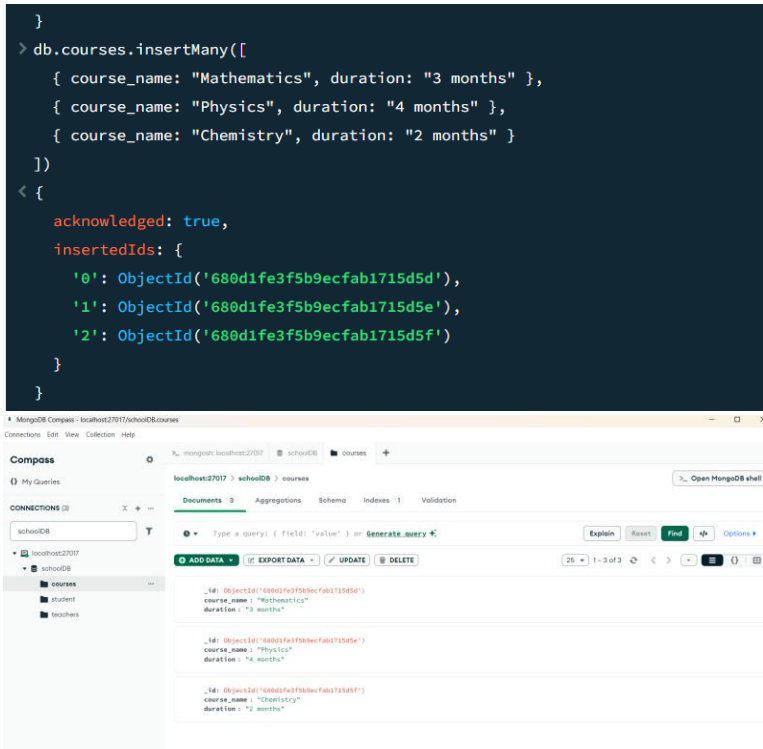 }
> db.courses.insertMany([
{ course_name: "Mathematics", duration: "3 months" },
{ course_name: "Physics", duration: "4 months" },
{ course_name: "Chemistry", duration: "2 months" }
])
< {
acknowledged: true,
insertedIds: {
'0': ObjectId('680d1fe3f5b9ecfab1715d5d'),
'1': ObjectId('680d1fe3f5b9ecfab1715d5e'),
'2': ObjectId('680d1fe3f5b9ecfab1715d5f')
}
}
MongoDB Compass - localhost:27017/schoolDB.courses
Connections Edit View Collection Help
Compass
{} My Queries
CONNECTIONS (3)
schoolDB
localhost:27017
schoolDB
courses
student
teachers
>_ mongosh: localhost:27017 schoolDB courses +
localhost:27017 > schoolDB > courses
>_ Open MongoDB shell
Documents 3 Aggregations Schema Indexes 1 Validation
Type a query: { field: 'value' } or Generate query
Explain Reset Find </> Options
ADD DATA EXPORT DATA UPDATE DELETE
25 1 - 3 of 3
_id: ObjectId('680d1fe3f5b9ecfab1715d5d')
course_name : "Mathematics"
duration : "3 months"
_id: ObjectId('680d1fe3f5b9ecfab1715d5e')
course_name : "Physics"
duration : "4 months"
_id: ObjectId('680d1fe3f5b9ecfab1715d5f')
course_name : "Chemistry"
duration : "2 months"